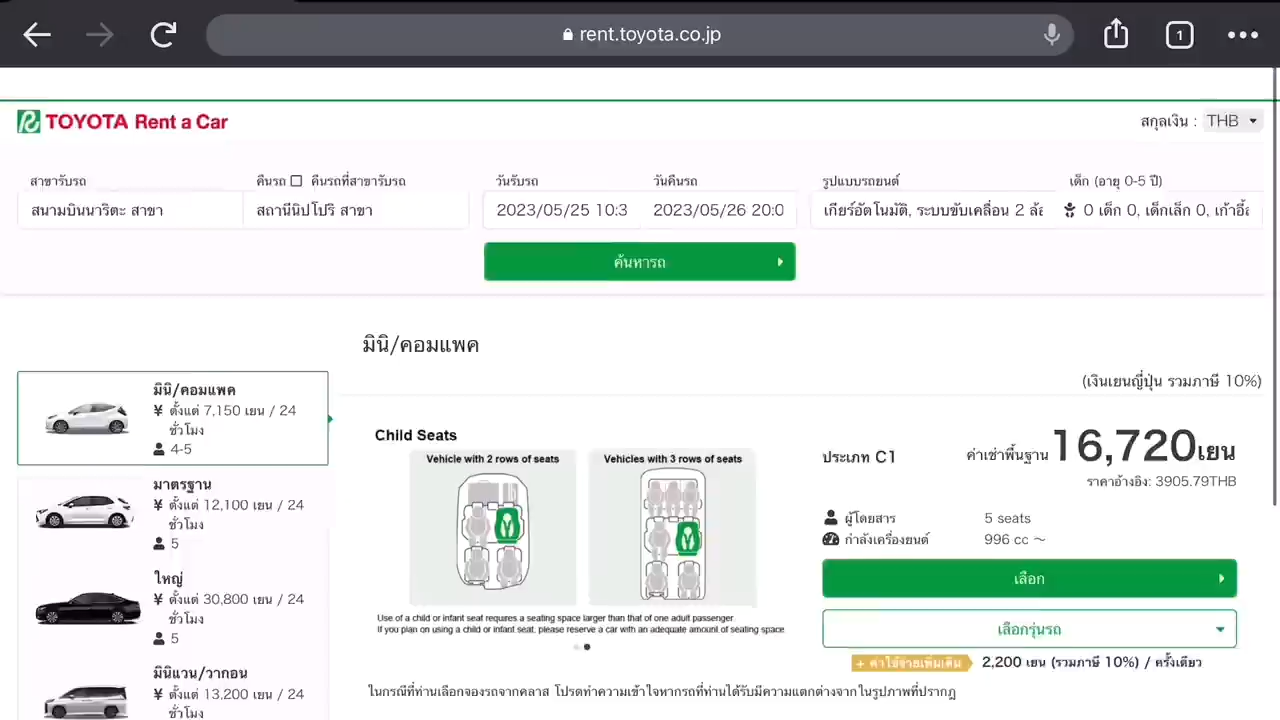 rent.toyota.co.jp
1
TOYOTA Rent a Car
สกุลเงิน : THB
สาขารับรถ
คืนรถ
คืนรถที่สาขารับรถ
วันรับรถ
วันคืนรถ
รูปแบบรถยนต์
เด็ก (อายุ 0-5 ปี)
สนามบินนาริตะ สาขา
สถานีนิปโปริ สาขา
2023/05/25 10:3
2023/05/26 20:0
เกียร์อัตโนมัติ, ระบบขับเคลื่อน 2 ล้
0 เด็ก 0, เด็กเล็ก 0, เก้าอี้
ค้นหารถ
มินิ/คอมแพค
(เงินเยนญี่ปุ่น รวมภาษี 10%)
มินิ/คอมแพค
¥ ตั้งแต่ 7,150 เยน / 24
ชั่วโมง
4-5
มาตรฐาน
¥ ตั้งแต่ 12,100 เยน / 24
ชั่วโมง
5
ใหญ่
¥ ตั้งแต่ 30,800 เยน / 24
ชั่วโมง
5
มินิแวน/วากอน
¥ ตั้งแต่ 13,200 เยน / 24
ชั่วโมง
Child Seats
Vehicle with 2 rows of seats
Vehicles with 3 rows of seats
Use of a child or infant seat requires a seating space larger than that of one adult passenger
If you plan on using a child or infant seat, please reserve a car with an adequate amount of seating space
ประเภท C1
ค่าเช่าพื้นฐาน 16,720เยน
ราคาอ้างอิง: 3905.79THB
ผู้โดยสาร 5 seats
กำลังเครื่องยนต์ 996 cc ～
เลือก
เลือกรุ่นรถ
+ ค่าใช้จ่ายเพิ่มเติม 2,200 เยน (รวมภาษี 10%) / ครั้งเดียว
ในกรณีที่ท่านเลือกจองรถจากคลาส โปรดทำความเข้าใจหากรถที่ท่านได้รับมีความแตกต่างจากในรูปภาพที่ปรากฏ